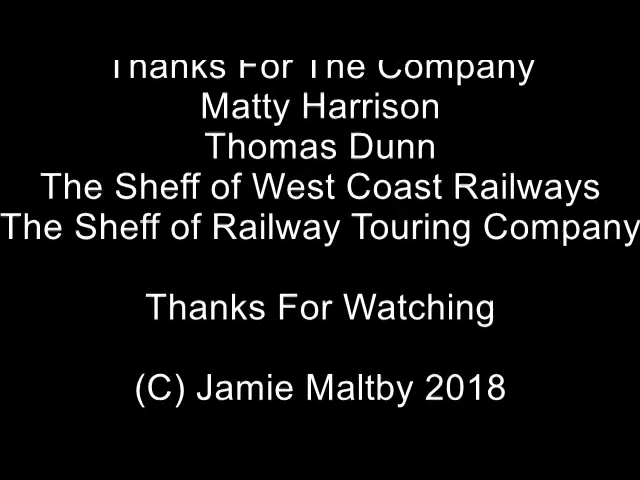 Thanks For The Company
Matty Harrison
Thomas Dunn
The Sheff of West Coast Railways
The Sheff of Railway Touring Company
Thanks For Watching
(C) Jamie Maltby 2018